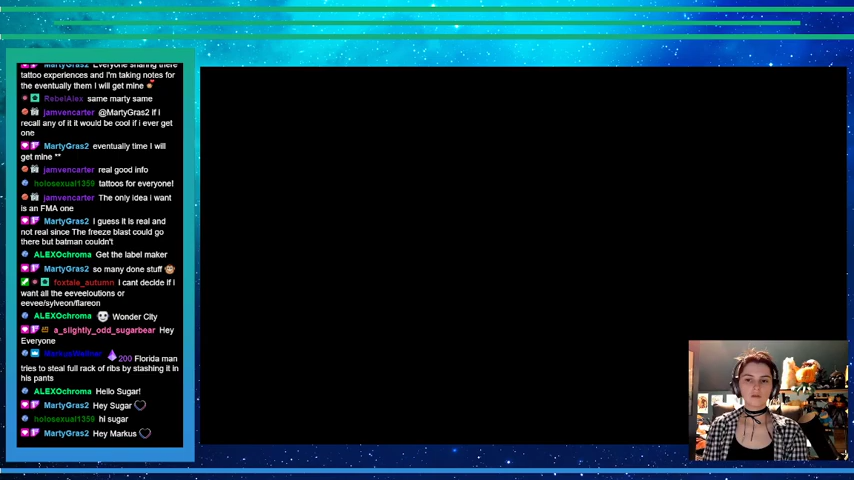 MartyGras2 Everyone sharing there
tattoo experiences and I'm taking notes for
the eventually them I will get mine
RebelAlex same marty same
jamvencarter @MartyGras2 If I
recall any of it it would be cool if i ever get
one
MartyGras2 eventually time I will
get mine **
jamvencarter real good info
holosexual1359 tattoos for everyone!
jamvencarter The only idea i want
is an FMA one
MartyGras2 I guess it is real and
not real since The freeze blast could go
there but batman couldn't
ALEXOchroma Get the label maker
MartyGras2 so many done stuff
foxtale_autumn I cant decide if i
want all the eeveeloutions or
eevee/sylveon/flareon
ALEXOchroma Wonder City
a_slightly_odd_sugarbear Hey
Everyone
200 Florida man
tries to steal full rack of ribs by stashing it in
his pants
ALEXOchroma Hello Sugar!
MartyGras2 Hey Sugar
holosexual1359 hi sugar
MartyGras2 Hey Markus